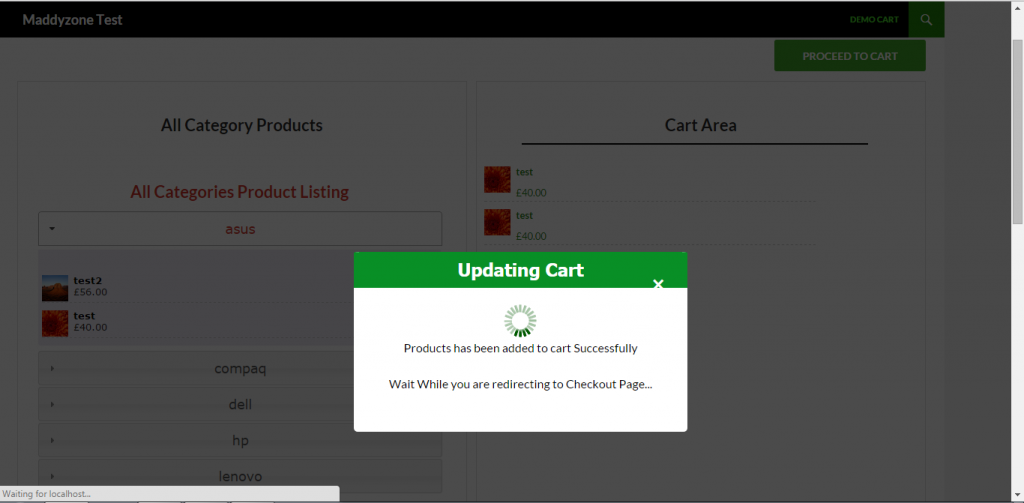 Maddyzone Test
DEMO CART
PROCEED TO CART
All Category Products
All Categories Product Listing
asus
test2
£56.00
test
£40.00
compaq
dell
hp
lenovo
Cart Area
test
£40.00
test
£40.00
Updating Cart
×
Products has been added to cart Successfully
Wait While you are redirecting to Checkout Page...
Waiting for localhost...